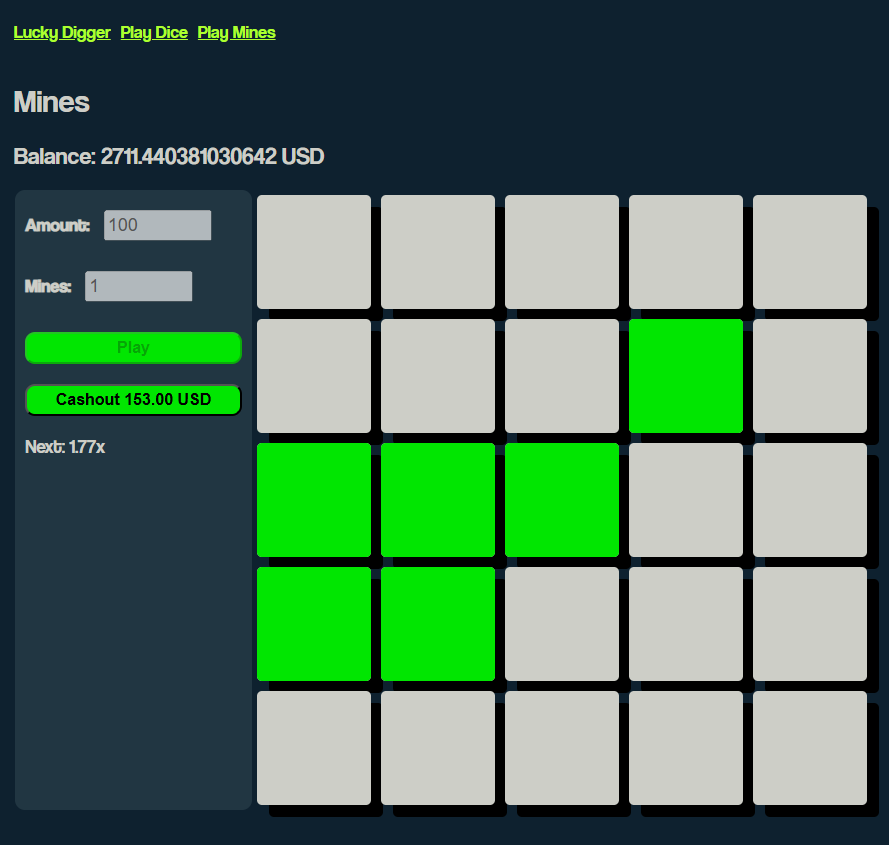 Lucky Digger Play Dice Play Mines
Mines
Balance: 2711.440381030642 USD
Amount: 100
Mines: 1
Play
Cashout 153.00 USD
Next: 1.77x